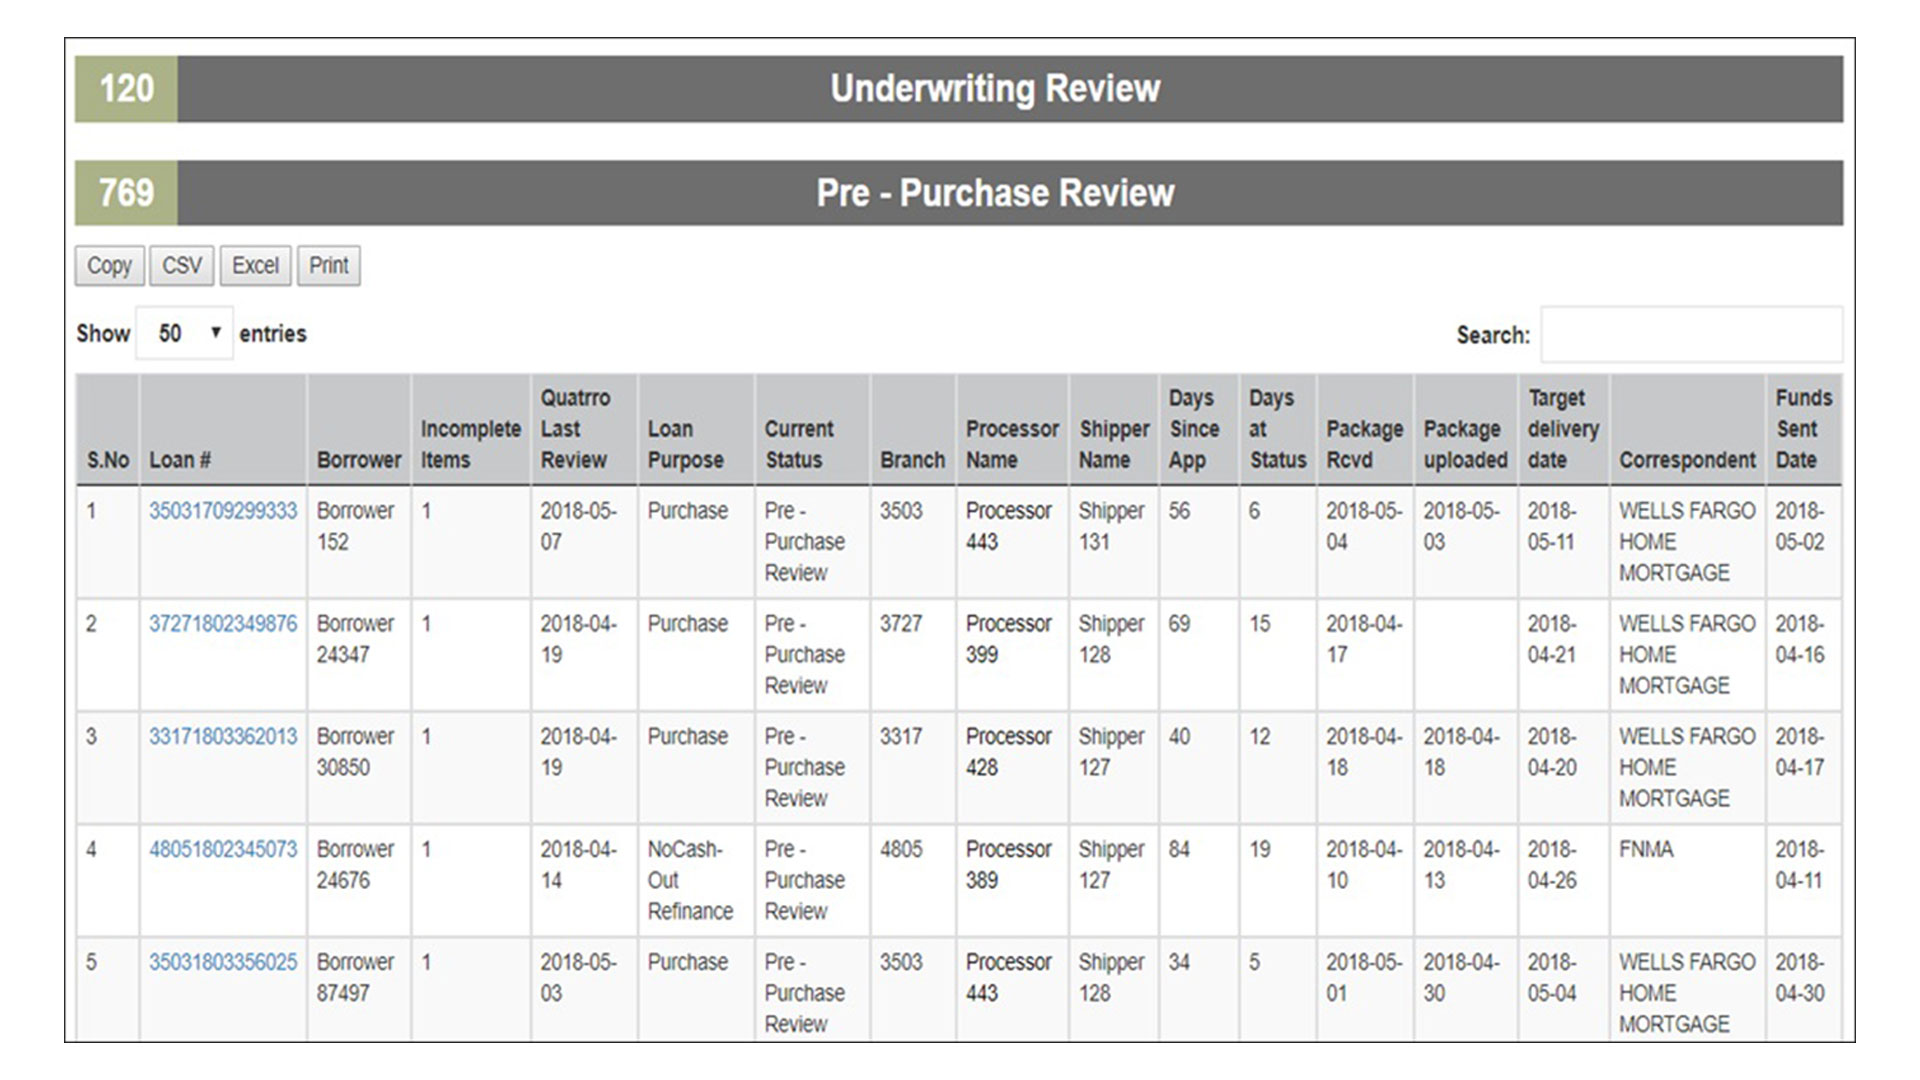 120 Underwriting Review
769 Pre - Purchase Review
Copy CSV Excel Print
Show 50 ▼ entries Search:
Quatrro Days Days Target Funds
Incomplete Last Loan Current Processor Shipper Since at Package Package delivery Sent
S.No Loan # Borrower Items Review Purpose Status Branch Name Name App Status Rcvd uploaded date Correspondent Date
1 35031709299333 Borrower 1 2018-05- Purchase Pre - 3503 Processor Shipper 56 6 2018-05- 2018-05- 2018- WELLS FARGO 2018-
152 07 Purchase 443 131 04 03 05-11 HOME 05-02
Review MORTGAGE
2 37271802349876 Borrower 1 2018-04- Purchase Pre - 3727 Processor Shipper 69 15 2018-04- 2018- WELLS FARGO 2018-
24347 19 Purchase 399 128 17 04-21 HOME 04-16
Review MORTGAGE
3 33171803362013 Borrower 1 2018-04- Purchase Pre - 3317 Processor Shipper 40 12 2018-04- 2018-04- 2018- WELLS FARGO 2018-
30850 19 Purchase 428 127 18 18 04-20 HOME 04-17
Review MORTGAGE
4 48051802345073 Borrower 1 2018-04- NoCash- Pre - 4805 Processor Shipper 84 19 2018-04- 2018-04- 2018- FNMA 2018-
24676 14 Out Purchase 389 127 10 13 04-26 04-11
Refinance Review
5 35031803356025 Borrower 1 2018-05- Purchase Pre - 3503 Processor Shipper 34 5 2018-05- 2018-04- 2018- WELLS FARGO 2018-
87497 03 Purchase 443 128 01 30 05-04 HOME 04-30
Review MORTGAGE